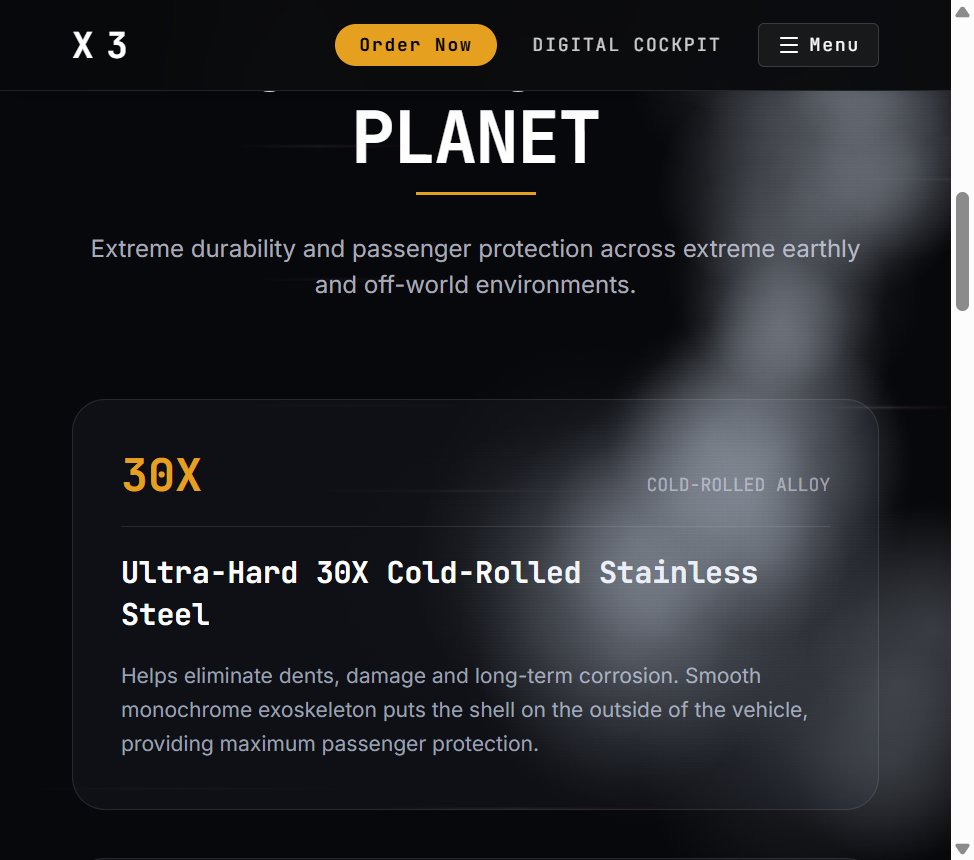 X 3
Order Now
DIGITAL COCKPIT
Menu
PLANET
Extreme durability and passenger protection across extreme earthly
and off-world environments.
30X
COLD-ROLLED ALLOY
Ultra-Hard 30X Cold-Rolled Stainless
Steel
Helps eliminate dents, damage and long-term corrosion. Smooth
monochrome exoskeleton puts the shell on the outside of the vehicle,
providing maximum passenger protection.